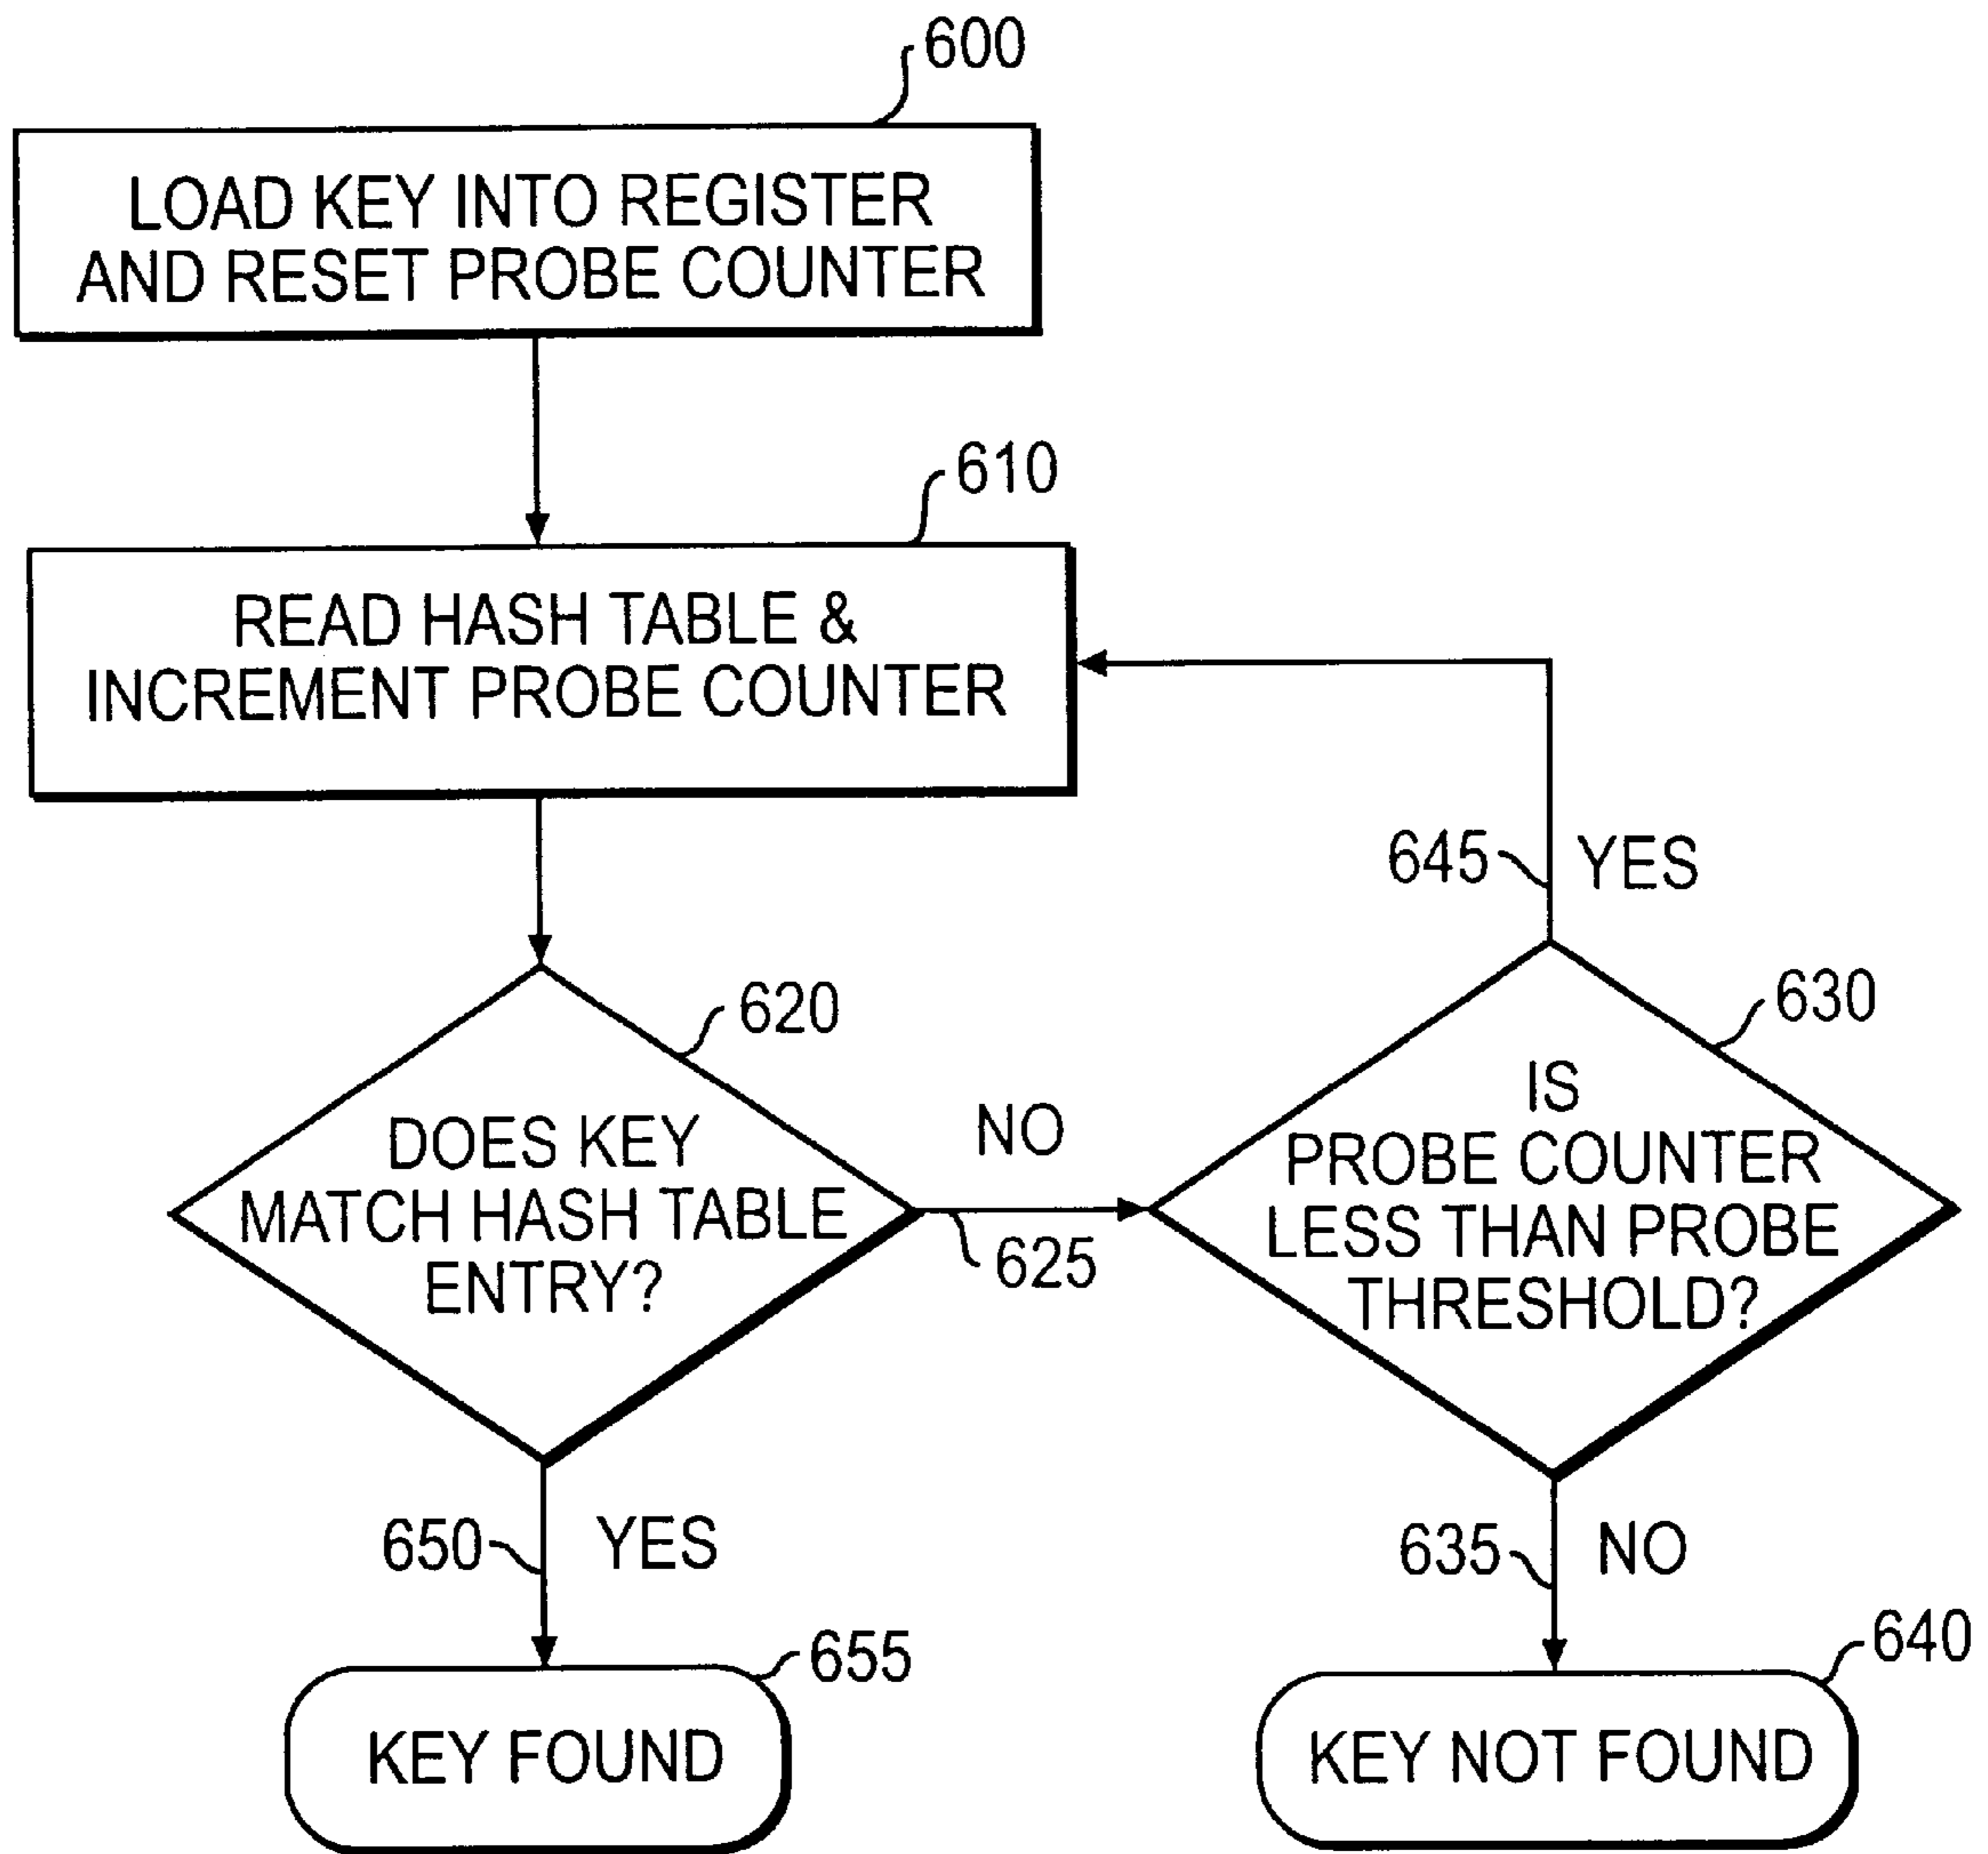 600
LOAD KEY INTO REGISTER
AND RESET PROBE COUNTER
610
READ HASH TABLE &
INCREMENT PROBE COUNTER
645
YES
620
630
DOES KEY
MATCH HASH TABLE
ENTRY?
NO
625
IS
PROBE COUNTER
LESS THAN PROBE
THRESHOLD?
650
YES
635
NO
655
KEY FOUND
640
KEY NOT FOUND